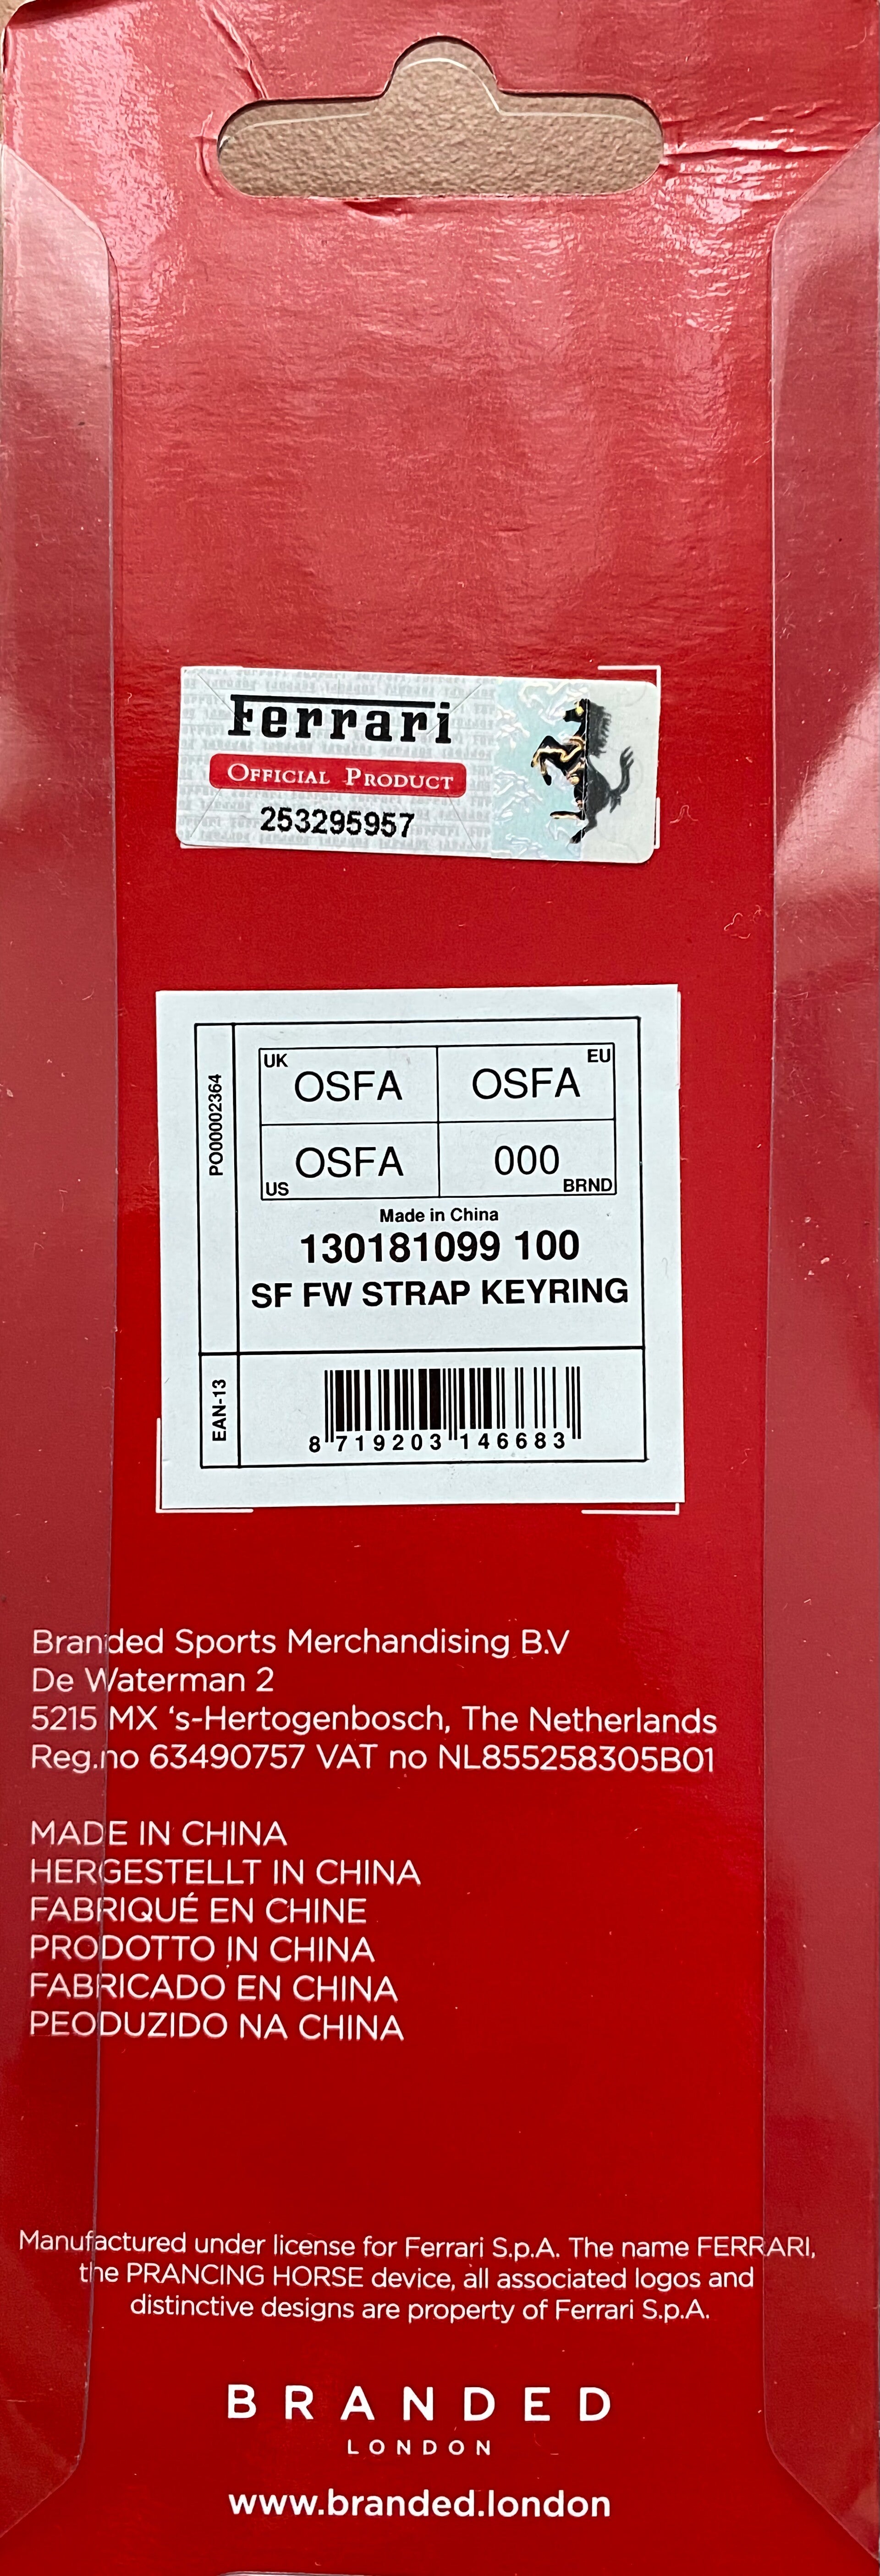 Ferrari
OFFICIAL PRODUCT
253295957
PO00002364
UK OSFA OSFA EU
US OSFA 000 BRND
Made in China
130181099 100
SF FW STRAP KEYRING
EAN-13
8 719203 146683
Branded Sports Merchandising B.V
De Waterman 2
5215 MX ‘s-Hertogenbosch, The Netherlands
Reg.no 63490757 VAT no NL855258305B01
MADE IN CHINA
HERGESTELLT IN CHINA
FABRIQUÉ EN CHINE
PRODOTTO IN CHINA
FABRICADO EN CHINA
PEODUZIDO NA CHINA
Manufactured under license for Ferrari S.p.A. The name FERRARI,
the PRANCING HORSE device, all associated logos and
distinctive designs are property of Ferrari S.p.A.
BRANDED
LONDON
www.branded.london